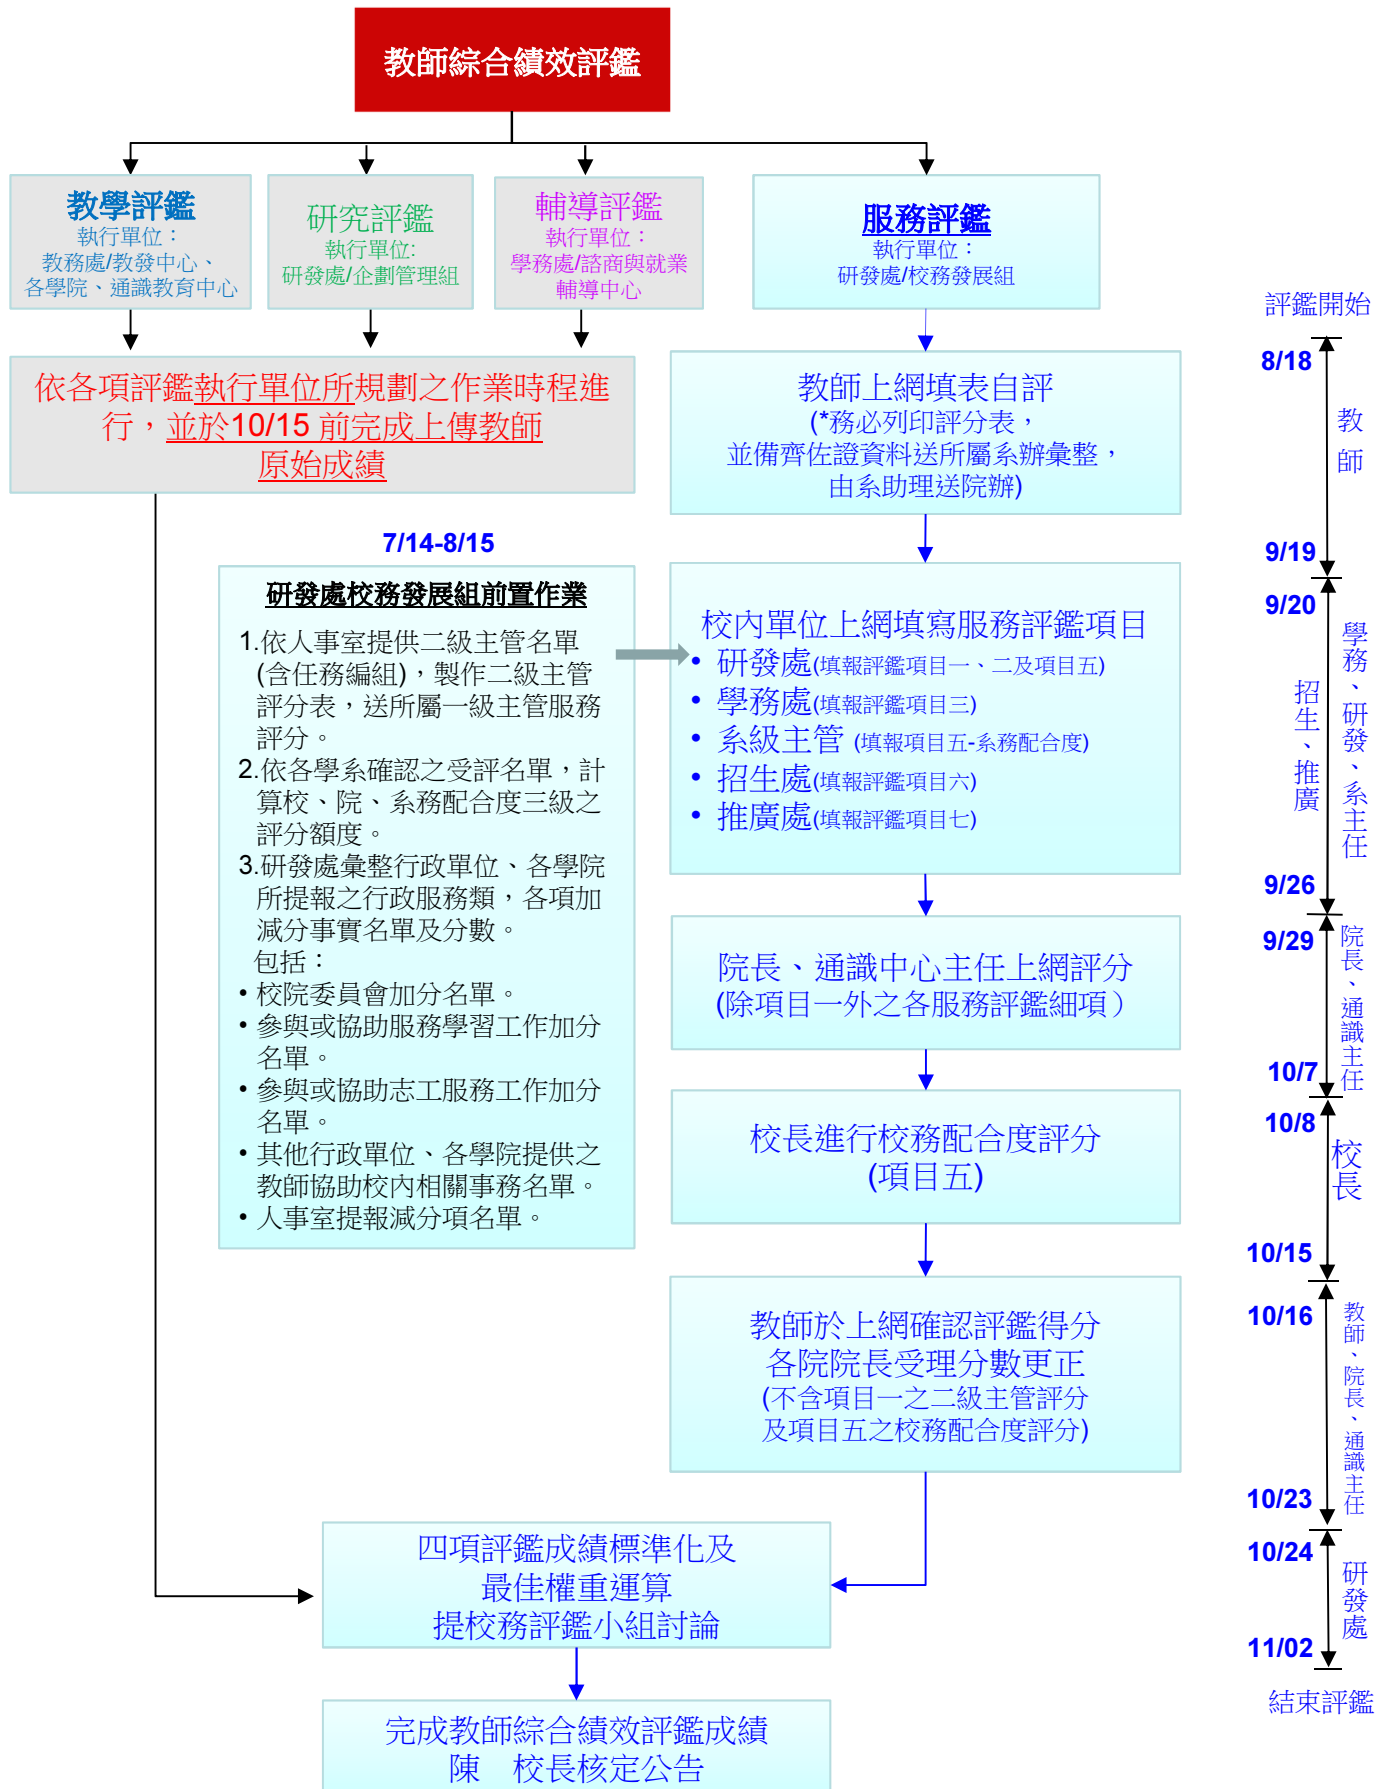 教師綜合績效評鑑
教學評鑑
執行單位：
教務處/教發中心、
各學院、通識教育中心
研究評鑑
執行單位:
研發處/企劃管理組
輔導評鑑
執行單位：
學務處/諮商與就業
輔導中心
服務評鑑
執行單位：
研發處/校務發展組
依各項評鑑執行單位所規劃之作業時程進
行，並於10/15 前完成上傳教師
原始成績
教師上網填表自評
(*務必列印評分表，
並備齊佐證資料送所屬系辦彙整，
由系助理送院辦)
7/14-8/15
研發處校務發展組前置作業
1.依人事室提供二級主管名單
(含任務編組)，製作二級主管
評分表，送所屬一級主管服務
評分。
2.依各學系確認之受評名單，計
算校、院、系務配合度三級之
評分額度。
3.研發處彙整行政單位、各學院
所提報之行政服務類，各項加
減分事實名單及分數。
包括：
• 校院委員會加分名單。
• 參與或協助服務學習工作加分
名單。
• 參與或協助志工服務工作加分
名單。
• 其他行政單位、各學院提供之
教師協助校內相關事務名單。
• 人事室提報減分項名單。
校內單位上網填寫服務評鑑項目
• 研發處(填報評鑑項目一、二及項目五)
• 學務處(填報評鑑項目三)
• 系級主管 (填報項目五-系務配合度)
• 招生處(填報評鑑項目六)
• 推廣處(填報評鑑項目七)
院長、通識中心主任上網評分
(除項目一外之各服務評鑑細項）
校長進行校務配合度評分
(項目五)
教師於上網確認評鑑得分
各院院長受理分數更正
(不含項目一之二級主管評分
及項目五之校務配合度評分)
四項評鑑成績標準化及
最佳權重運算
提校務評鑑小組討論
完成教師綜合績效評鑑成績
陳　校長核定公告
評鑑開始
8/18
教師
9/19
9/20
學務、研發、系主任
招生、推廣
9/26
9/29
院長、通識主任
10/7
10/8
校長
10/15
10/16
教師、院長、通識主任
10/23
10/24
研發處
11/02
結束評鑑